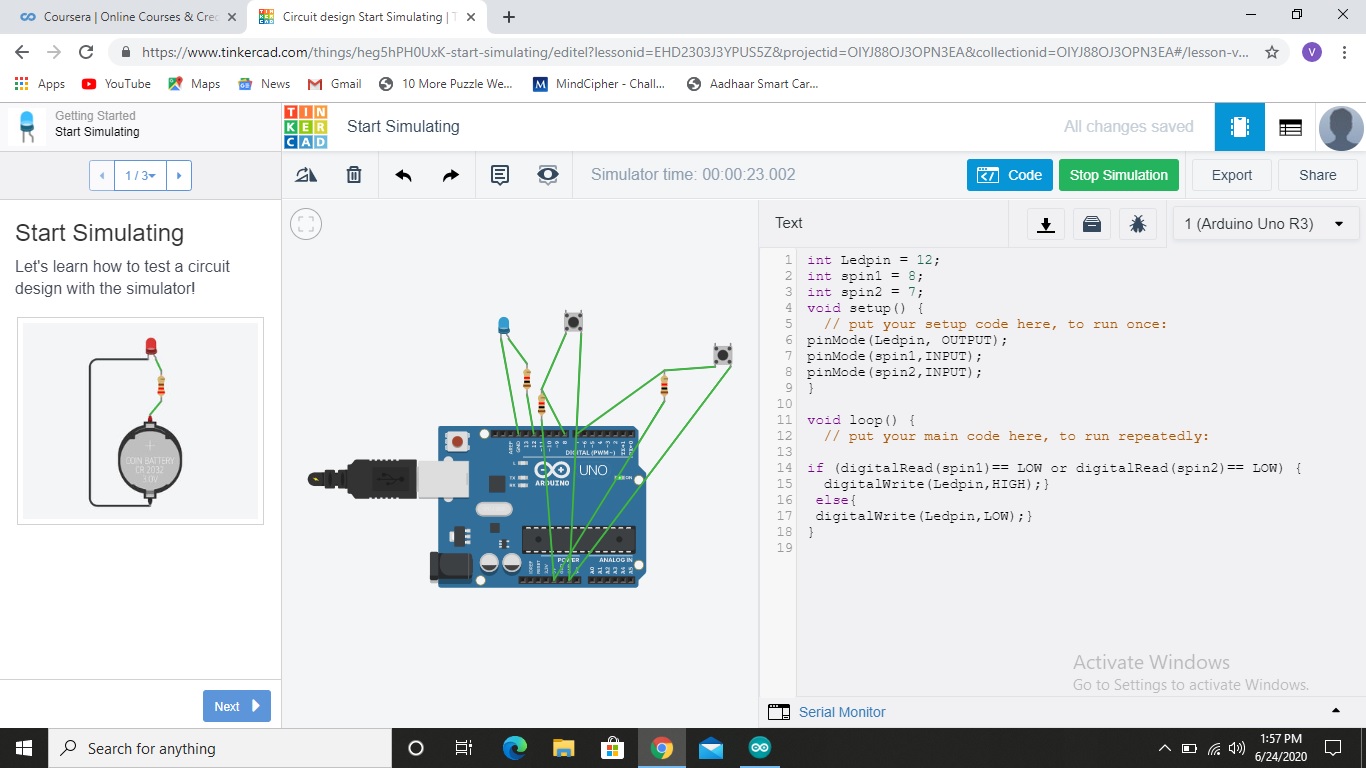 Coursera | Online Courses & Cre
Circuit design Start Simulating | T
https://www.tinkercad.com/things/heg5hPH0UxK-start-simulating/editel?lessonid=EHD2303J3YPUS5Z&projectid=OIYJ88OJ3OPN3EA&collectionid=OIYJ88OJ3OPN3EA#/lesson-v...
V
Apps
YouTube
Maps
News
Gmail
10 More Puzzle We...
M
MindCipher - Chall...
Aadhaar Smart Car...
Getting Started
Start Simulating
TIN
KER
CAD
Start Simulating
All changes saved
1 / 3
Simulator time: 00:00:23.002
Code
Stop Simulation
Export
Share
Start Simulating
Let's learn how to test a circuit
design with the simulator!
COIN BATTERY
CR 2032
3.0V
Next
DIGITAL (PWM~)
UNO
ARDUINO
POWER
ANALOG IN
Text
1 (Arduino Uno R3)
1 int Ledpin = 12;
2 int spin1 = 8;
3 int spin2 = 7;
4 void setup() {
5 // put your setup code here, to run once:
6 pinMode(Ledpin, OUTPUT);
7 pinMode(spin1,INPUT);
8 pinMode(spin2,INPUT);
9 }
10
11 void loop() {
12 // put your main code here, to run repeatedly:
13
14 if (digitalRead(spin1)== LOW or digitalRead(spin2)== LOW) {
15 digitalWrite(Ledpin,HIGH);}
16 else{
17 digitalWrite(Ledpin,LOW);}
18 }
19
Activate Windows
Go to Settings to activate Windows.
Serial Monitor
Search for anything
1:57 PM
6/24/2020